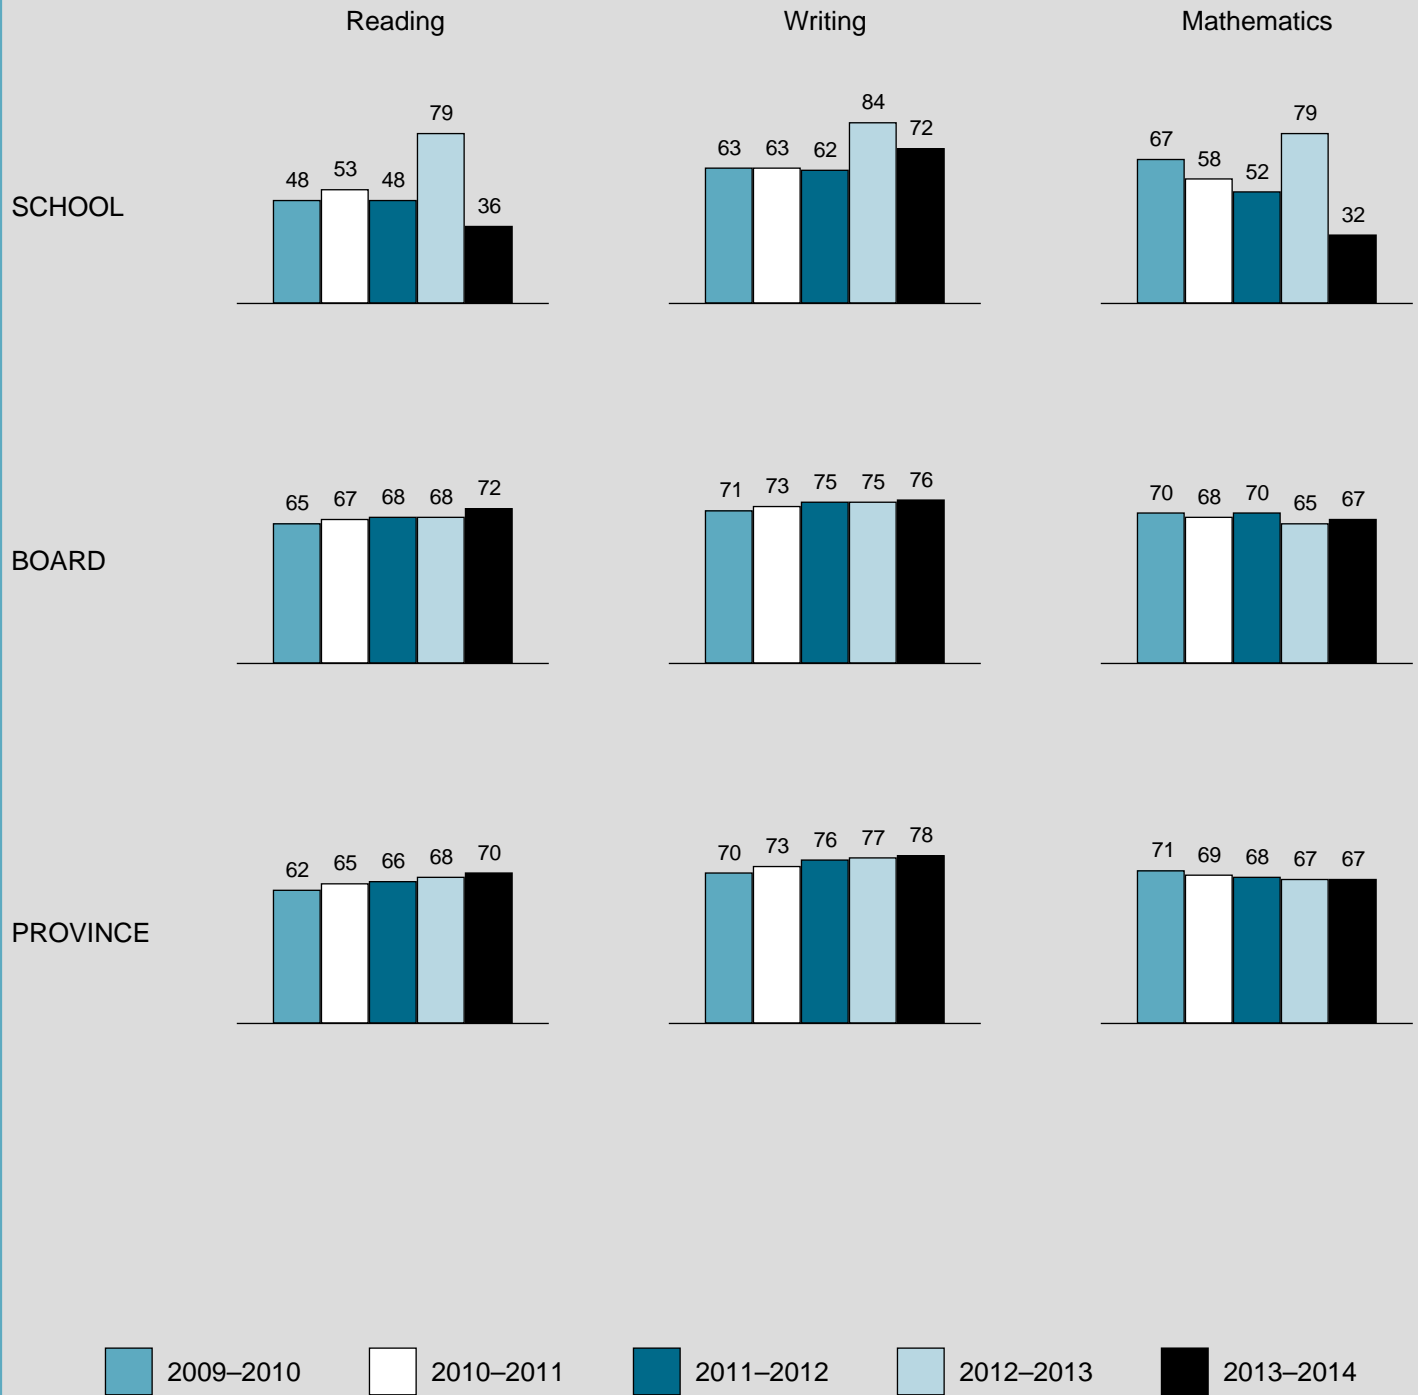 Reading Writing Mathematics
SCHOOL
48 53 48 79 36
63 63 62 84 72
67 58 52 79 32
BOARD
65 67 68 68 72
71 73 75 75 76
70 68 70 65 67
PROVINCE
62 65 66 68 70
70 73 76 77 78
71 69 68 67 67
2009–2010 2010–2011 2011–2012 2012–2013 2013–2014